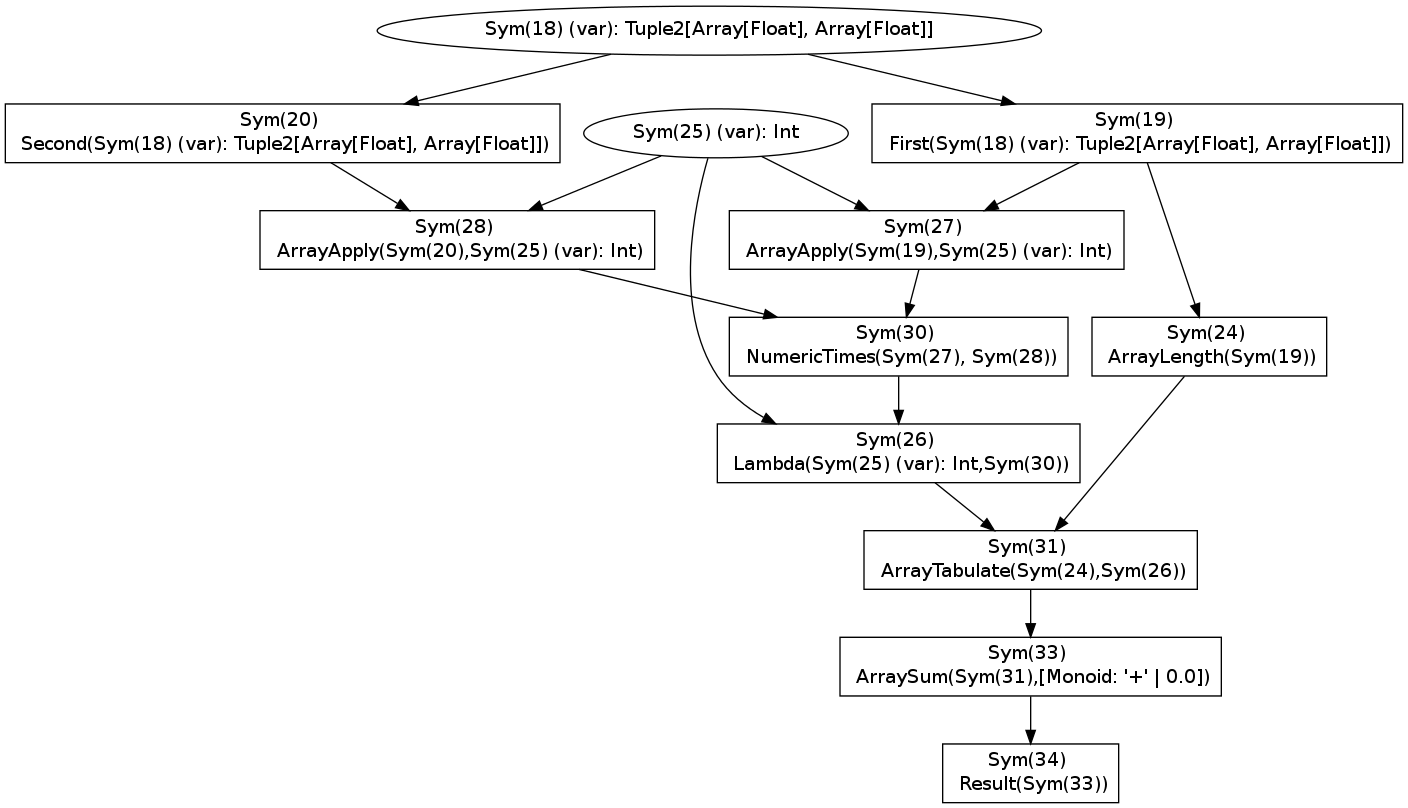 Sym(18) (var): Tuple2[Array[Float], Array[Float]]
Sym(20)
Second(Sym(18) (var): Tuple2[Array[Float], Array[Float]])
Sym(25) (var): Int
Sym(19)
First(Sym(18) (var): Tuple2[Array[Float], Array[Float]])
Sym(28)
ArrayApply(Sym(20),Sym(25) (var): Int)
Sym(27)
ArrayApply(Sym(19),Sym(25) (var): Int)
Sym(30)
NumericTimes(Sym(27), Sym(28))
Sym(24)
ArrayLength(Sym(19))
Sym(26)
Lambda(Sym(25) (var): Int,Sym(30))
Sym(31)
ArrayTabulate(Sym(24),Sym(26))
Sym(33)
ArraySum(Sym(31),[Monoid: '+' | 0.0])
Sym(34)
Result(Sym(33))